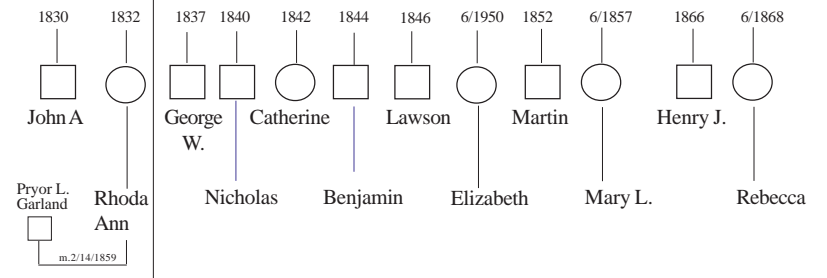 1830 1832 1837 1840 1842 1844 1846 6/1950 1852 6/1857 1866 6/1868
John A George W. Catherine Lawson Martin Henry J.
Pryor L. Garland Rhoda Ann Nicholas Benjamin Elizabeth Mary L. Rebecca
m.2/14/1859